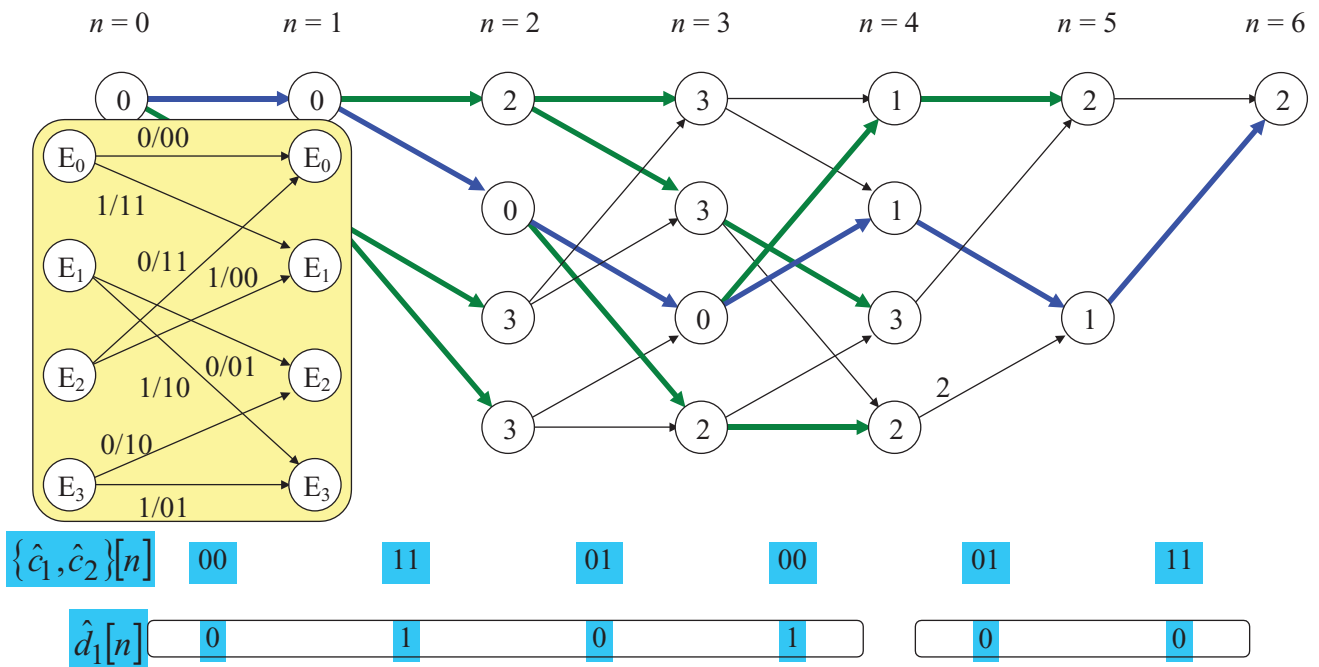 n = 0 n = 1 n = 2 n = 3 n = 4 n = 5 n = 6
0 0 2 3 1 2 2
0/00
E₀ E₀
1/11
0 3 1
E₁ 0/11 1/00 E₁
3 0 3 1
E₂ 0/01 E₂
1/10
2
3 2 2
0/10
E₃ E₃
1/01
{ĉ₁,ĉ₂}[n] 00 11 01 00 01 11
d̂₁[n] 0 1 0 1 0 0